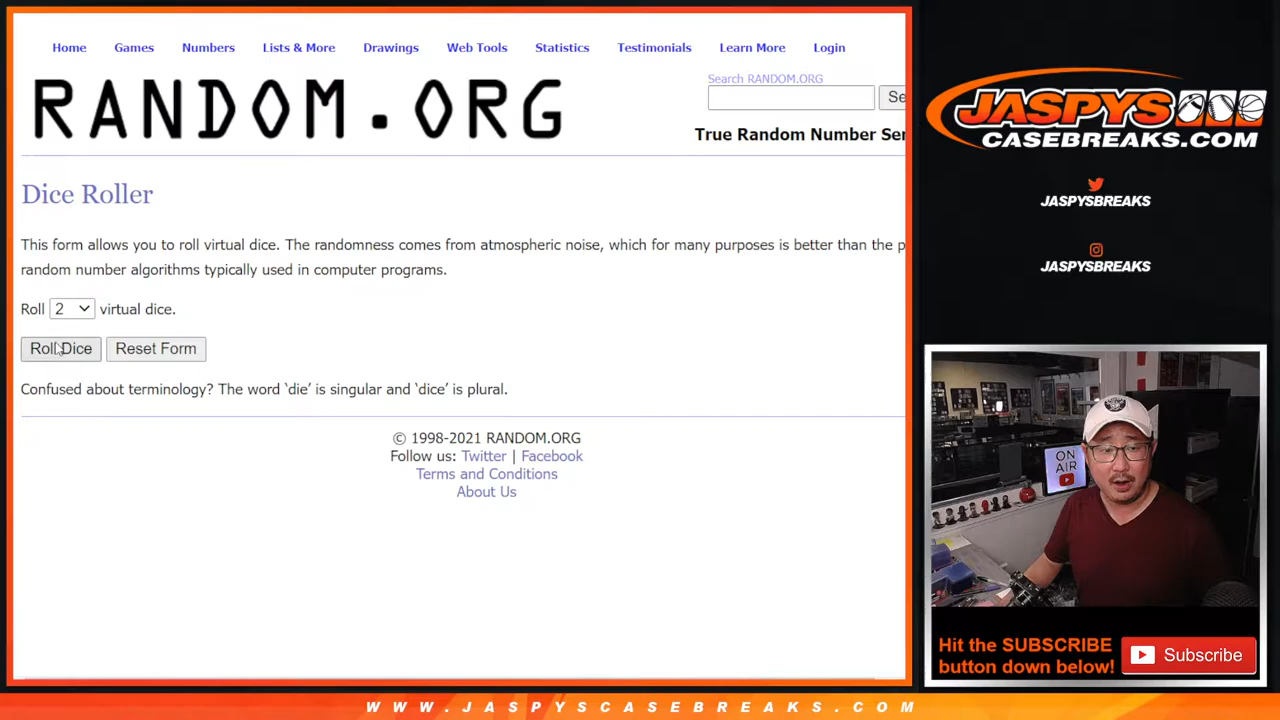 Home Games Numbers Lists & More Drawings Web Tools Statistics Testimonials Learn More Login
RANDOM.ORG
Search RANDOM.ORG
Se
True Random Number Ser
Dice Roller
This form allows you to roll virtual dice. The randomness comes from atmospheric noise, which for many purposes is better than the p
random number algorithms typically used in computer programs.
Roll 2 virtual dice.
Roll Dice Reset Form
Confused about terminology? The word ‘die’ is singular and ‘dice’ is plural.
© 1998-2021 RANDOM.ORG
Follow us: Twitter | Facebook
Terms and Conditions
About Us
JASPYS
CASEBREAKS.COM
JASPYSBREAKS
JASPYSBREAKS
ON
AIR
Hit the SUBSCRIBE
button down below!
Subscribe
WWW.JASPYSCASEBREAKS.COM